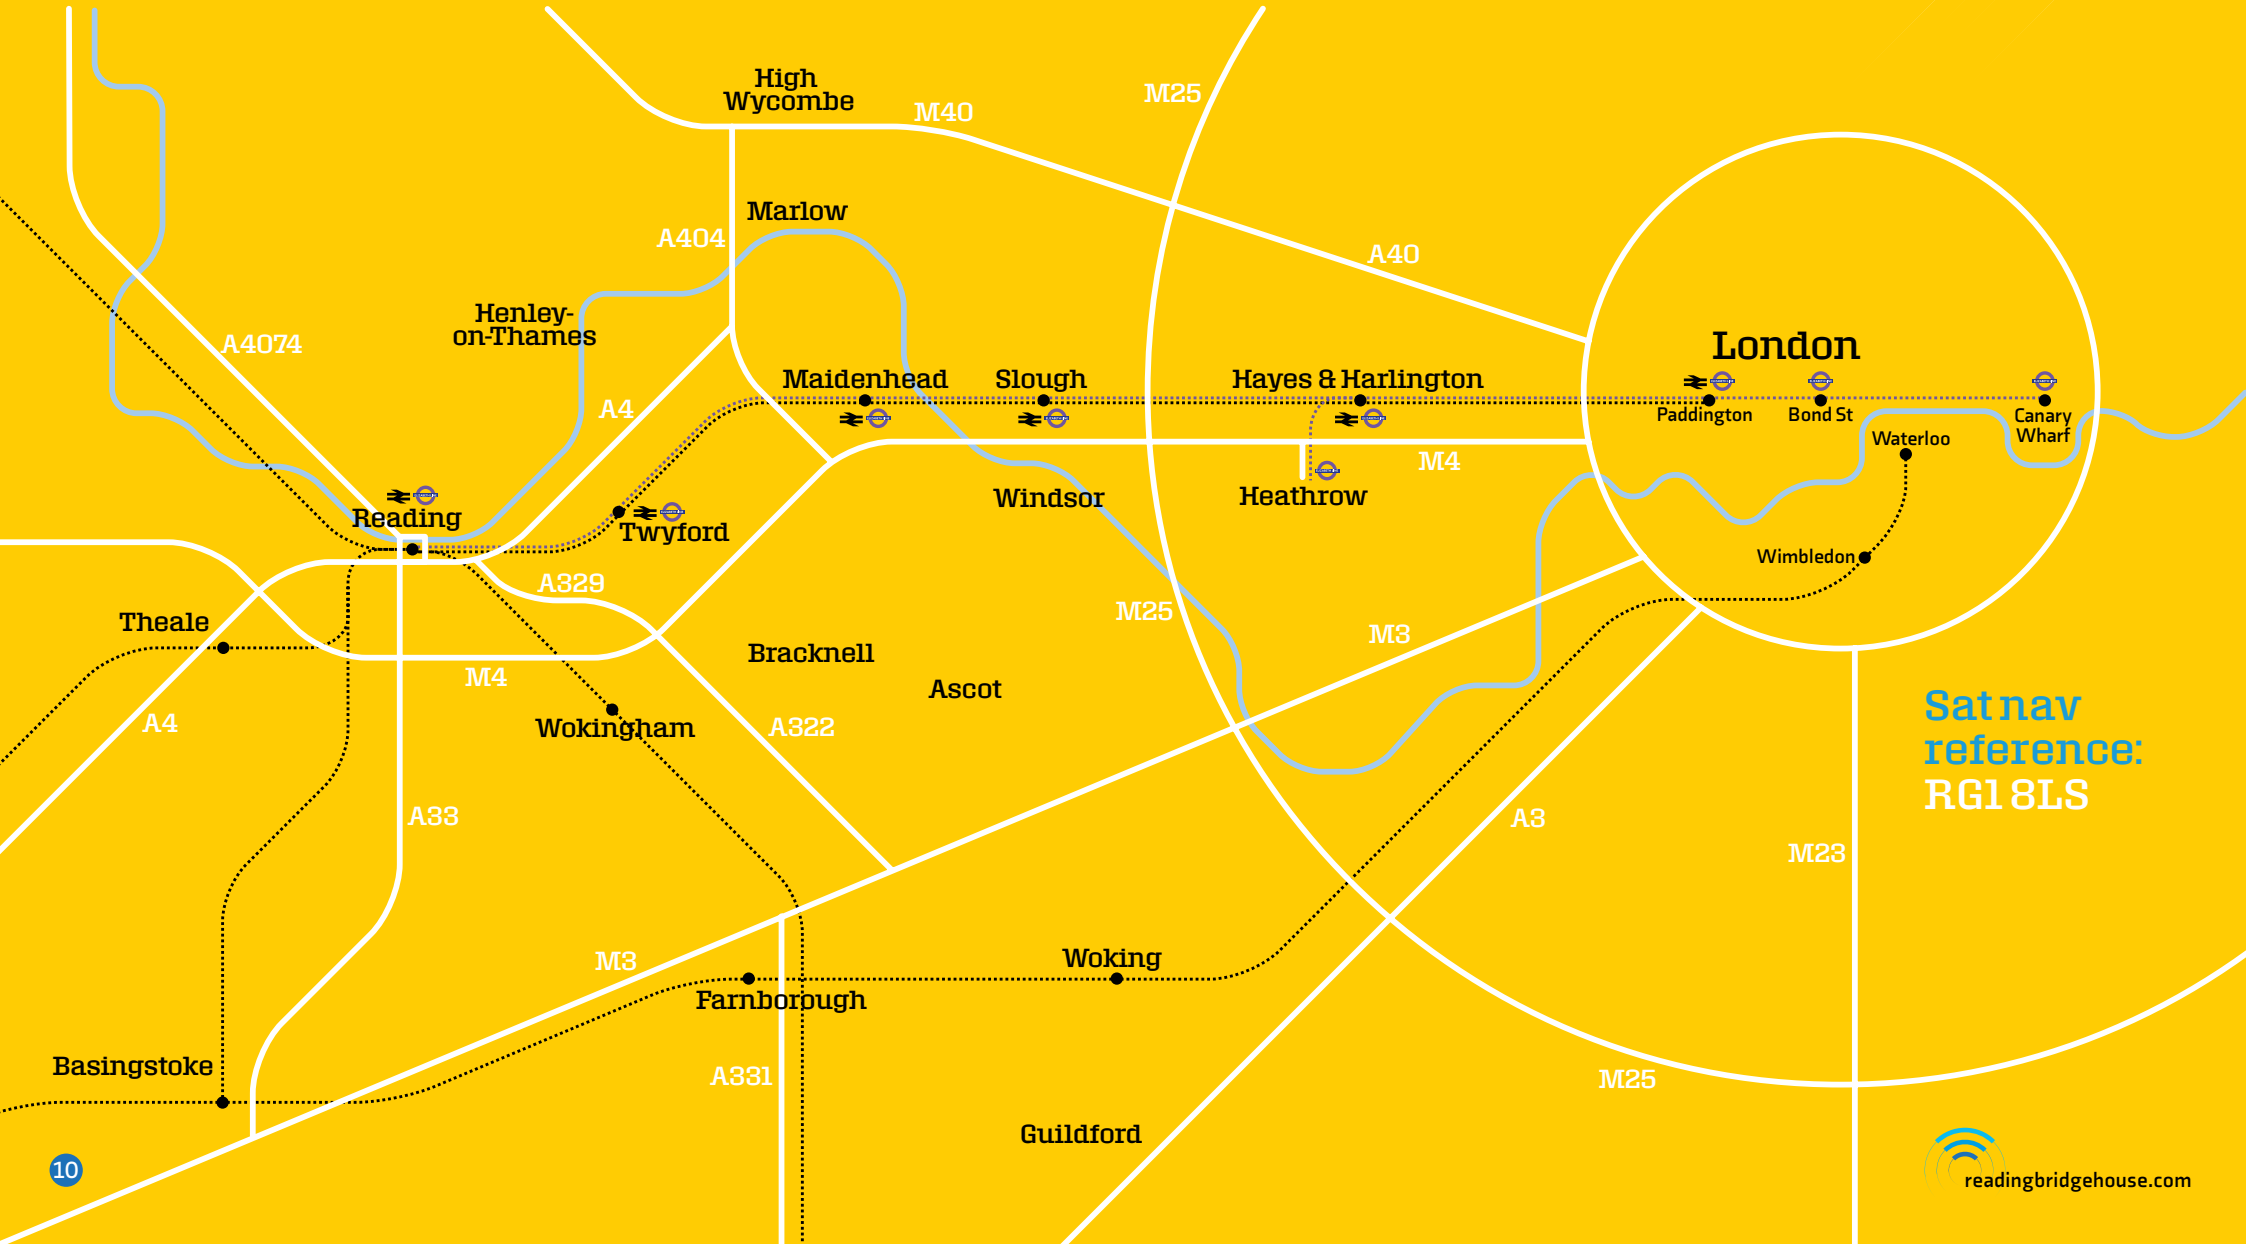 High
Wycombe
M40
M25
Marlow
A404
A40
Henley-
on-Thames
A4074
London
Maidenhead
Slough
Hayes & Harlington
A4
Paddington
Bond St
Canary
Wharf
Waterloo
M4
Windsor
Heathrow
Reading
Twyford
Wimbledon
A329
M25
Theale
M3
Bracknell
M4
Ascot
A4
Wokingham
A322
Sat nav
reference:
RG1 8LS
A33
A3
M23
M3
Woking
Farnborough
Basingstoke
A331
M25
Guildford
10
readingbridgehouse.com